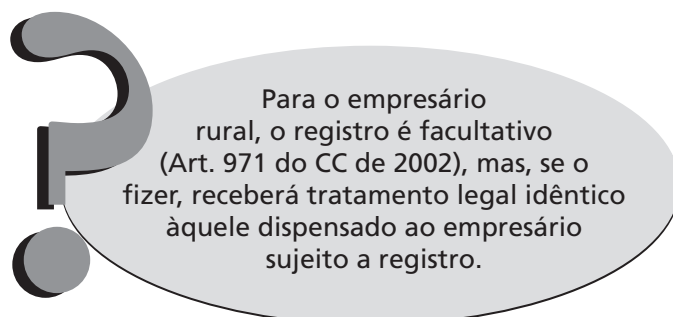 Para o empresário
rural, o registro é facultativo
(Art. 971 do CC de 2002), mas, se o
fizer, receberá tratamento legal idêntico
àquele dispensado ao empresário
sujeito a registro.